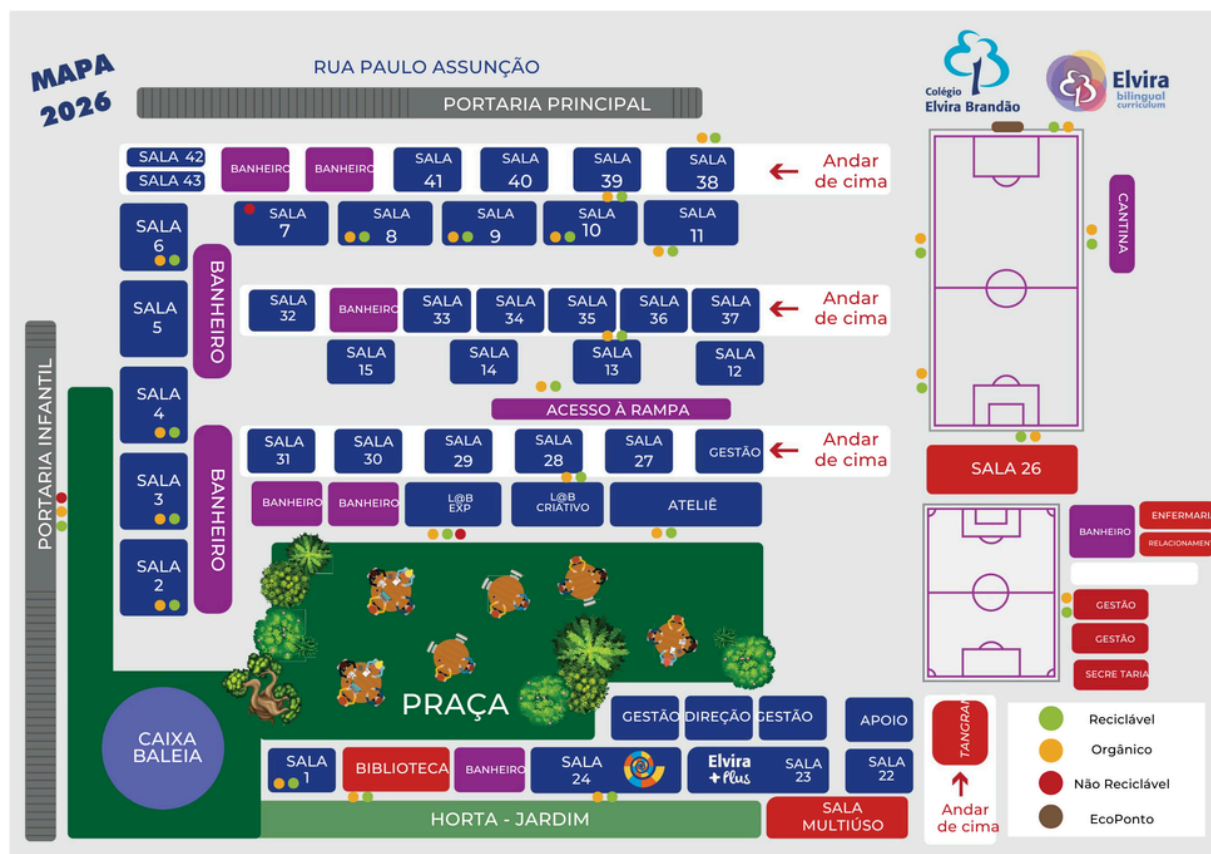 MAPA
2026
RUA PAULO ASSUNÇÃO
PORTARIA PRINCIPAL
Colégio
Elvira Brandão
Elvira
bilingual
curriculum
SALA 42
SALA 43
BANHEIRO
BANHEIRO
SALA
41
SALA
40
SALA
39
SALA
38
Andar
de cima
SALA
6
SALA
7
SALA
8
SALA
9
SALA
10
SALA
11
CANTINA
BANHEIRO
SALA
5
SALA
32
BANHEIRO
SALA
33
SALA
34
SALA
35
SALA
36
SALA
37
Andar
de cima
SALA
15
SALA
14
SALA
13
SALA
12
PORTARIA INFANTIL
SALA
4
ACESSO À RAMPA
BANHEIRO
SALA
31
SALA
30
SALA
29
SALA
28
SALA
27
GESTÃO
Andar
de cima
SALA 26
SALA
3
BANHEIRO
BANHEIRO
L@B
EXP
L@B
CRIATIVO
ATELIÊ
BANHEIRO
ENFERMARI
RELACIONAMENT
SALA
2
GESTÃO
GESTÃO
SECRE TARIA
PRAÇA
CAIXA
BALEIA
GESTÃO
DIREÇÃO
GESTÃO
APOIO
TANGRAN
SALA
1
BIBLIOTECA
BANHEIRO
SALA
24
Elvira
+Plus
SALA
23
SALA
22
HORTA - JARDIM
SALA
MULTIÚSO
Andar
de cima
Reciclável
Orgânico
Não Reciclável
EcoPonto